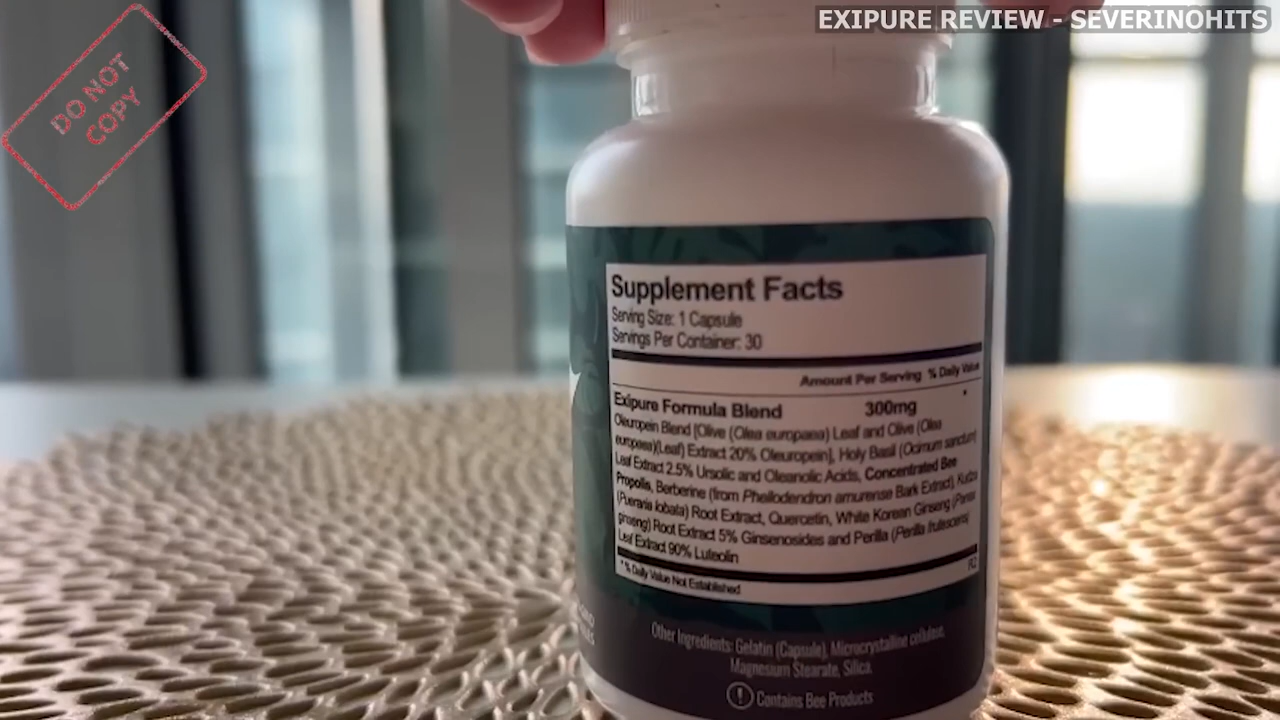 EXIPURE REVIEW - SEVERINOHITS
DO NOT
COPY
Supplement Facts
Serving Size: 1 Capsule
Servings Per Container: 30
Amount Per Serving % Daily Value
Exipure Formula Blend 300mg *
Oleuropein Blend [Olive (Olea europaea) Leaf and Olive (Olea
europaea)(Leaf) Extract 20% Oleuropein], Holy Basil (Ocimum sanctum)
Leaf Extract 2.5% Ursolic and Oleanolic Acids, Concentrated Bee
Propolis, Berberine (from Phellodendron amurense Bark Extract), Kudzu
(Pueraria lobata) Root Extract, Quercetin, White Korean Ginseng (Panax
ginseng) Root Extract 5% Ginsenosides and Perilla (Perilla frutescens)
Leaf Extract 90% Luteolin
* % Daily Value Not Established
Other Ingredients: Gelatin (Capsule), Microcrystalline cellulose,
Magnesium Stearate, Silica.
! Contains Bee Products